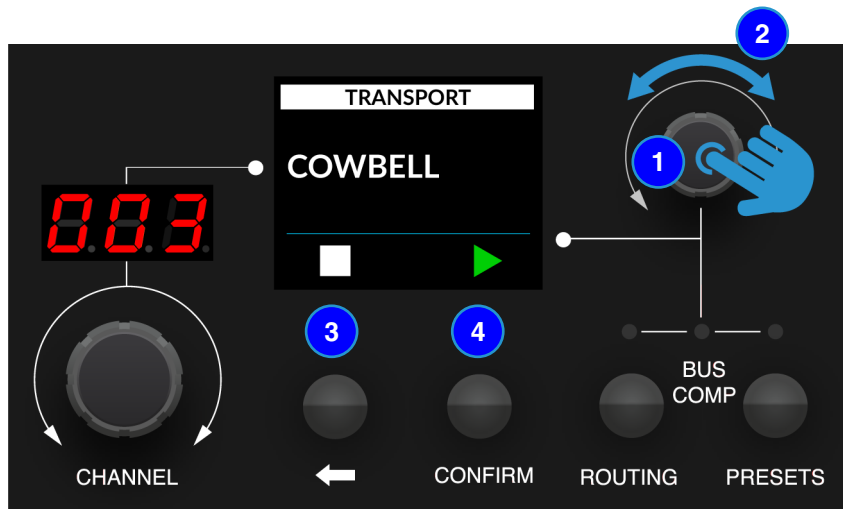 2
TRANSPORT
COWBELL
1
003
3
4
BUS
COMP
CHANNEL
CONFIRM
ROUTING
PRESETS